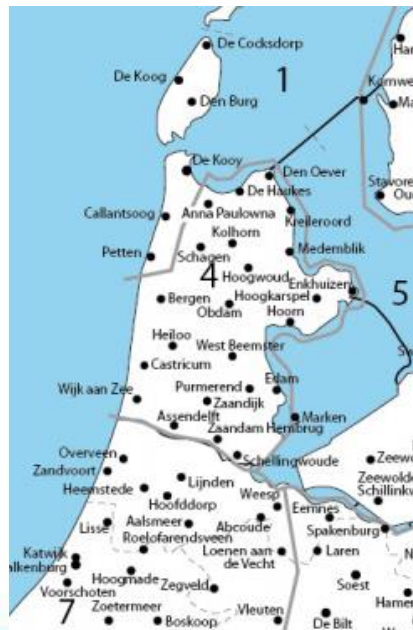 De Cocksdorp
De Koog
1
Den Burg
De Kooy
Den Oever
De Haukes
Callantsoog
Anna Paulowna
Kreileroord
Kolhorn
Petten
Schagen
Medemblik
4
Hoogwoud
Enkhuizen
5
Bergen
Hoogkarspel
Obdam
Hoorn
Heiloo
West Beemster
Castricum
Purmerend
Edam
Wijk aan Zee
Zaandijk
Assendelft
Marken
Zaandam Hembrug
Overveen
Schellingwoude
Zandvoort
Lijnden
Heemstede
Weesp
Hoofddorp
Eemnes
Lisse
Aalsmeer
Abcoude
Spakenburg
Roelofarendsveen
Katwijk
Loenen aan
de Vecht
Laren
Hoogmade
Zegveld
Soest
Voorschoten
7
Zoetermeer
Boskoop
Vleuten
De Bilt